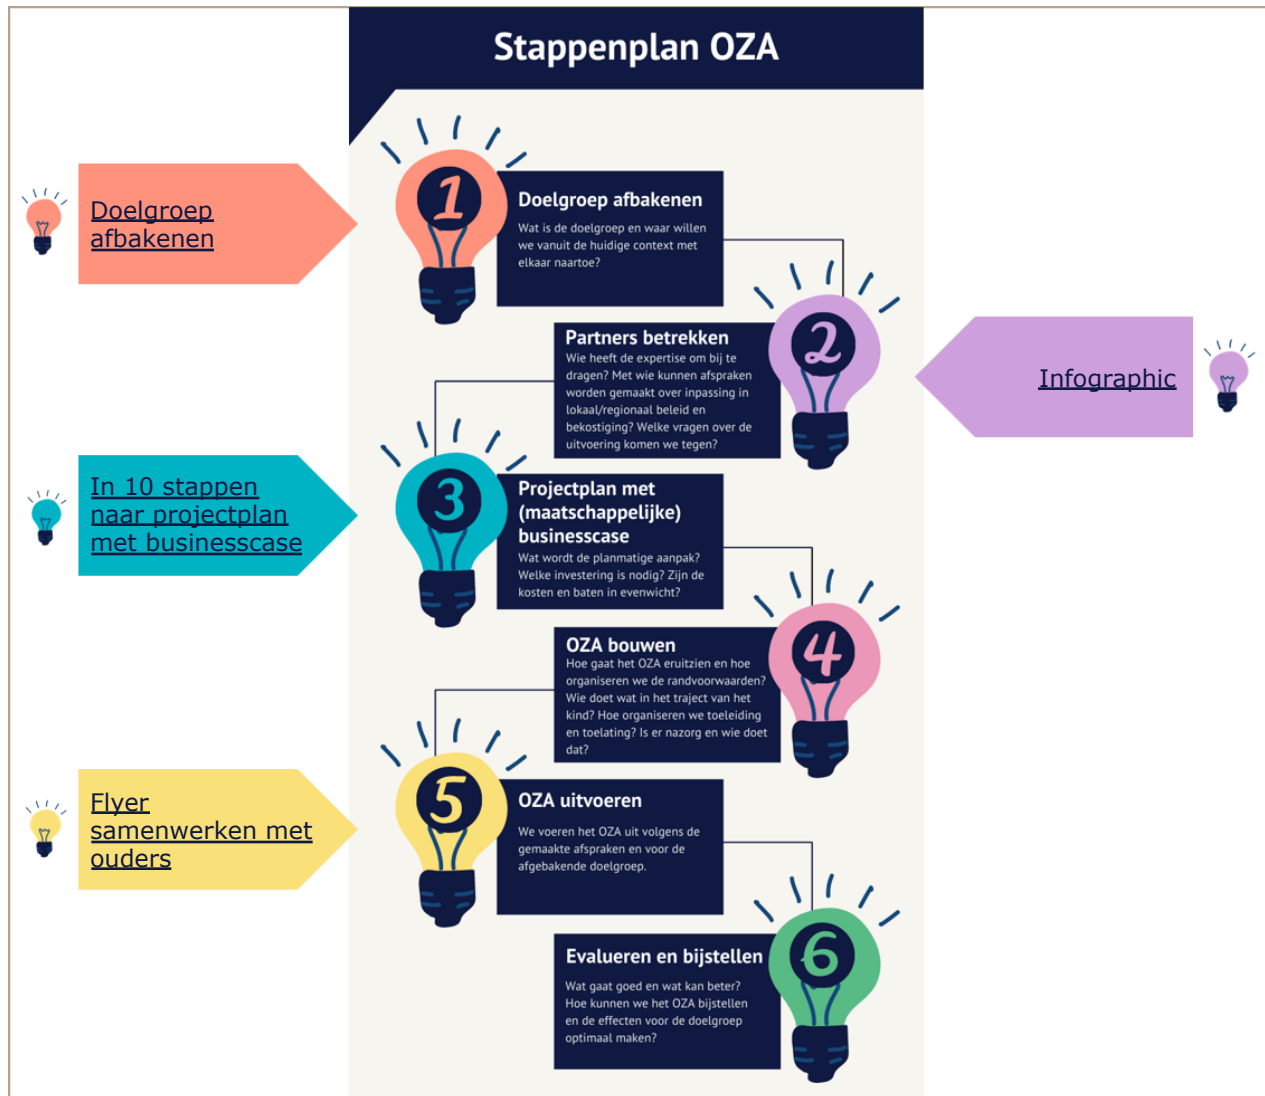 Stappenplan OZA
Doelgroep
afbakenen
1
Doelgroep afbakenen
Wat is de doelgroep en waar willen
we vanuit de huidige context met
elkaar naartoe?
2
Partners betrekken
Wie heeft de expertise om bij te
dragen? Met wie kunnen afspraken
worden gemaakt over inpassing in
lokaal/regionaal beleid en
bekostiging? Welke vragen over de
uitvoering komen we tegen?
Infographic
In 10 stappen
naar projectplan
met businesscase
3
Projectplan met
(maatschappelijke)
businesscase
Wat wordt de planmatige aanpak?
Welke investering is nodig? Zijn de
kosten en baten in evenwicht?
4
OZA bouwen
Hoe gaat het OZA eruitzien en hoe
organiseren we de randvoorwaarden?
Wie doet wat in het traject van het
kind? Hoe organiseren we toeleiding
en toelating? Is er nazorg en wie doet
dat?
Flyer
samenwerken met
ouders
5
OZA uitvoeren
We voeren het OZA uit volgens de
gemaakte afspraken en voor de
afgebakende doelgroep.
6
Evalueren en bijstellen
Wat gaat goed en wat kan beter?
Hoe kunnen we het OZA bijstellen
en de effecten voor de doelgroep
optimaal maken?